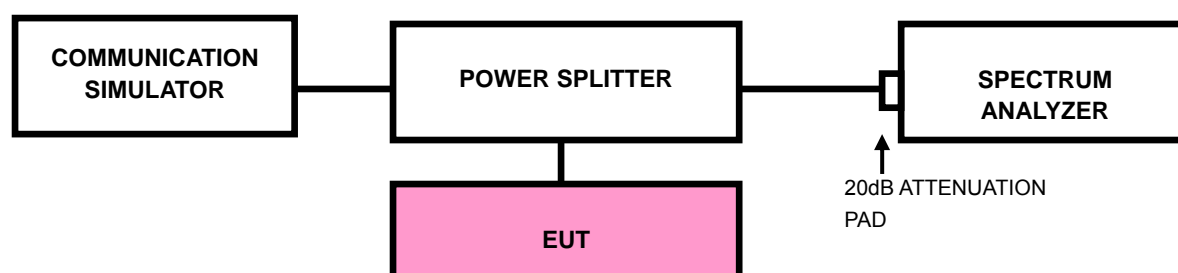 COMMUNICATION
SIMULATOR
POWER SPLITTER
SPECTRUM
ANALYZER
20dB ATTENUATION
PAD
EUT